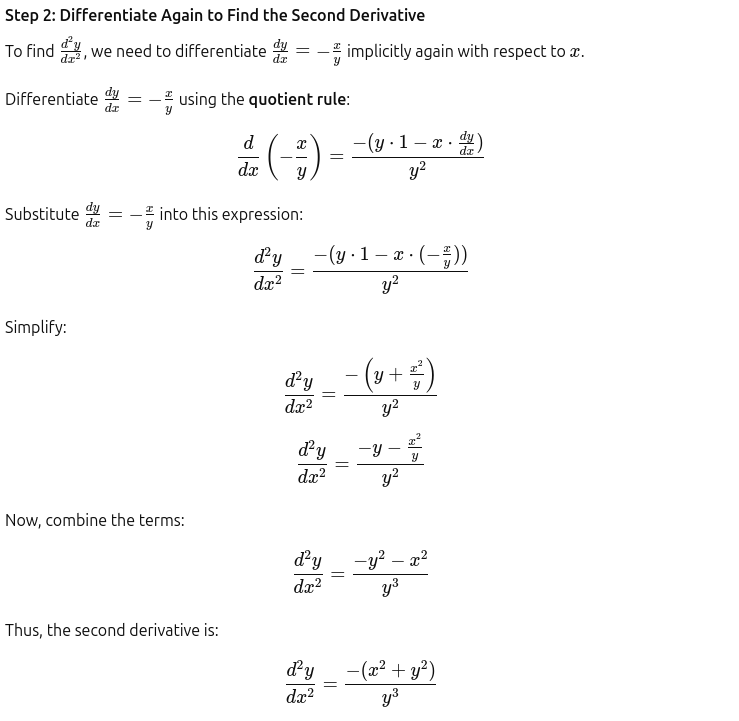 Step 2: Differentiate Again to Find the Second Derivative
To find $\frac{d^2y}{dx^2}$, we need to differentiate $\frac{dy}{dx} = -\frac{x}{y}$ implicitly again with respect to $x$.
Differentiate $\frac{dy}{dx} = -\frac{x}{y}$ using the quotient rule:
$\frac{d}{dx}\left(-\frac{x}{y}\right) = \frac{-(y \cdot 1 - x \cdot \frac{dy}{dx})}{y^2}$
Substitute $\frac{dy}{dx} = -\frac{x}{y}$ into this expression:
$\frac{d^2y}{dx^2} = \frac{-(y \cdot 1 - x \cdot (-\frac{x}{y}))}{y^2}$
Simplify:
$\frac{d^2y}{dx^2} = \frac{-\left(y + \frac{x^2}{y}\right)}{y^2}$
$\frac{d^2y}{dx^2} = \frac{-y - \frac{x^2}{y}}{y^2}$
Now, combine the terms:
$\frac{d^2y}{dx^2} = \frac{-y^2 - x^2}{y^3}$
Thus, the second derivative is:
$\frac{d^2y}{dx^2} = \frac{-(x^2 + y^2)}{y^3}$